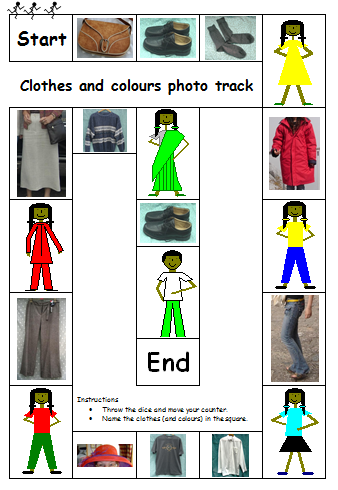 Start
Clothes and colours photo track
End
Instructions
• Throw the dice and move your counter.
• Name the clothes (and colours) in the square.